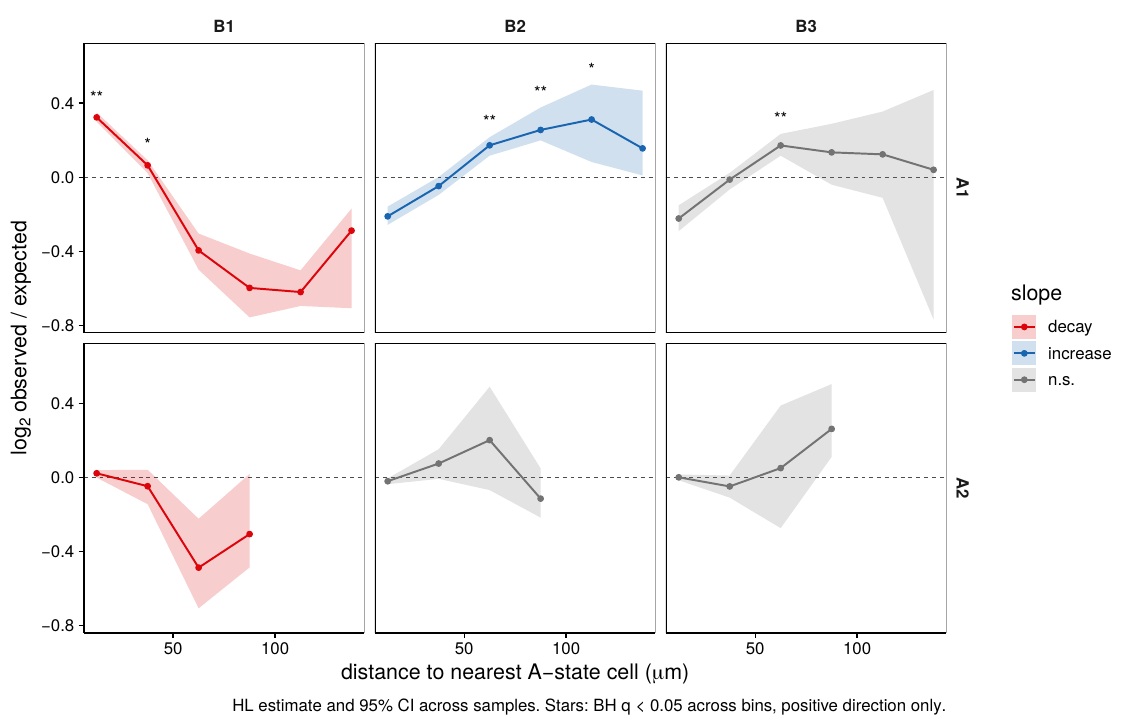 B1 B2 B3
** * ** ** * **
0.4
0.0
−0.4
−0.8
A1
0.4
0.0
−0.4
−0.8
A2
log2 observed / expected
50 100 50 100 50 100
distance to nearest A−state cell (μm)
slope
decay
increase
n.s.
HL estimate and 95% CI across samples. Stars: BH q < 0.05 across bins, positive direction only.